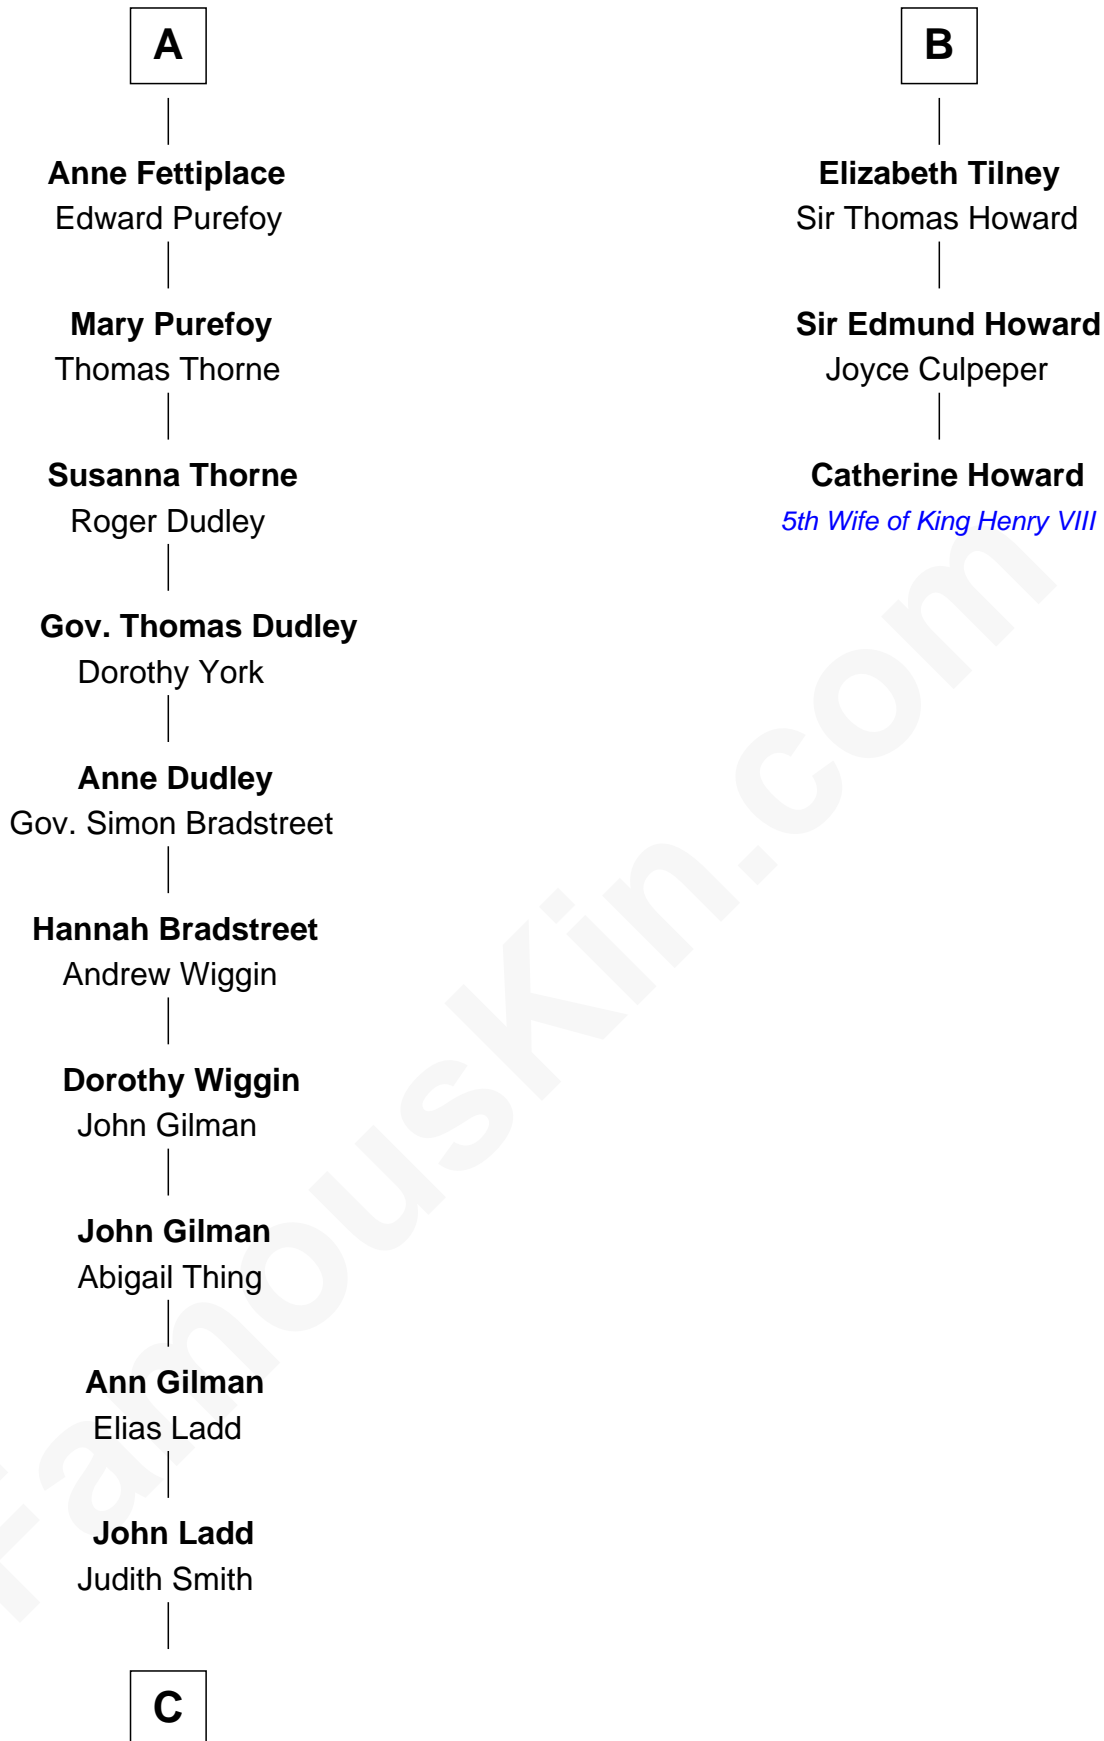 A
Anne Fettiplace
Edward Purefoy
Mary Purefoy
Thomas Thorne
Susanna Thorne
Roger Dudley
Gov. Thomas Dudley
Dorothy York
Anne Dudley
Gov. Simon Bradstreet
Hannah Bradstreet
Andrew Wiggin
Dorothy Wiggin
John Gilman
John Gilman
Abigail Thing
Ann Gilman
Elias Ladd
John Ladd
Judith Smith
C
B
Elizabeth Tilney
Sir Thomas Howard
Sir Edmund Howard
Joyce Culpeper
Catherine Howard
5th Wife of King Henry VIII
FamousKin.com